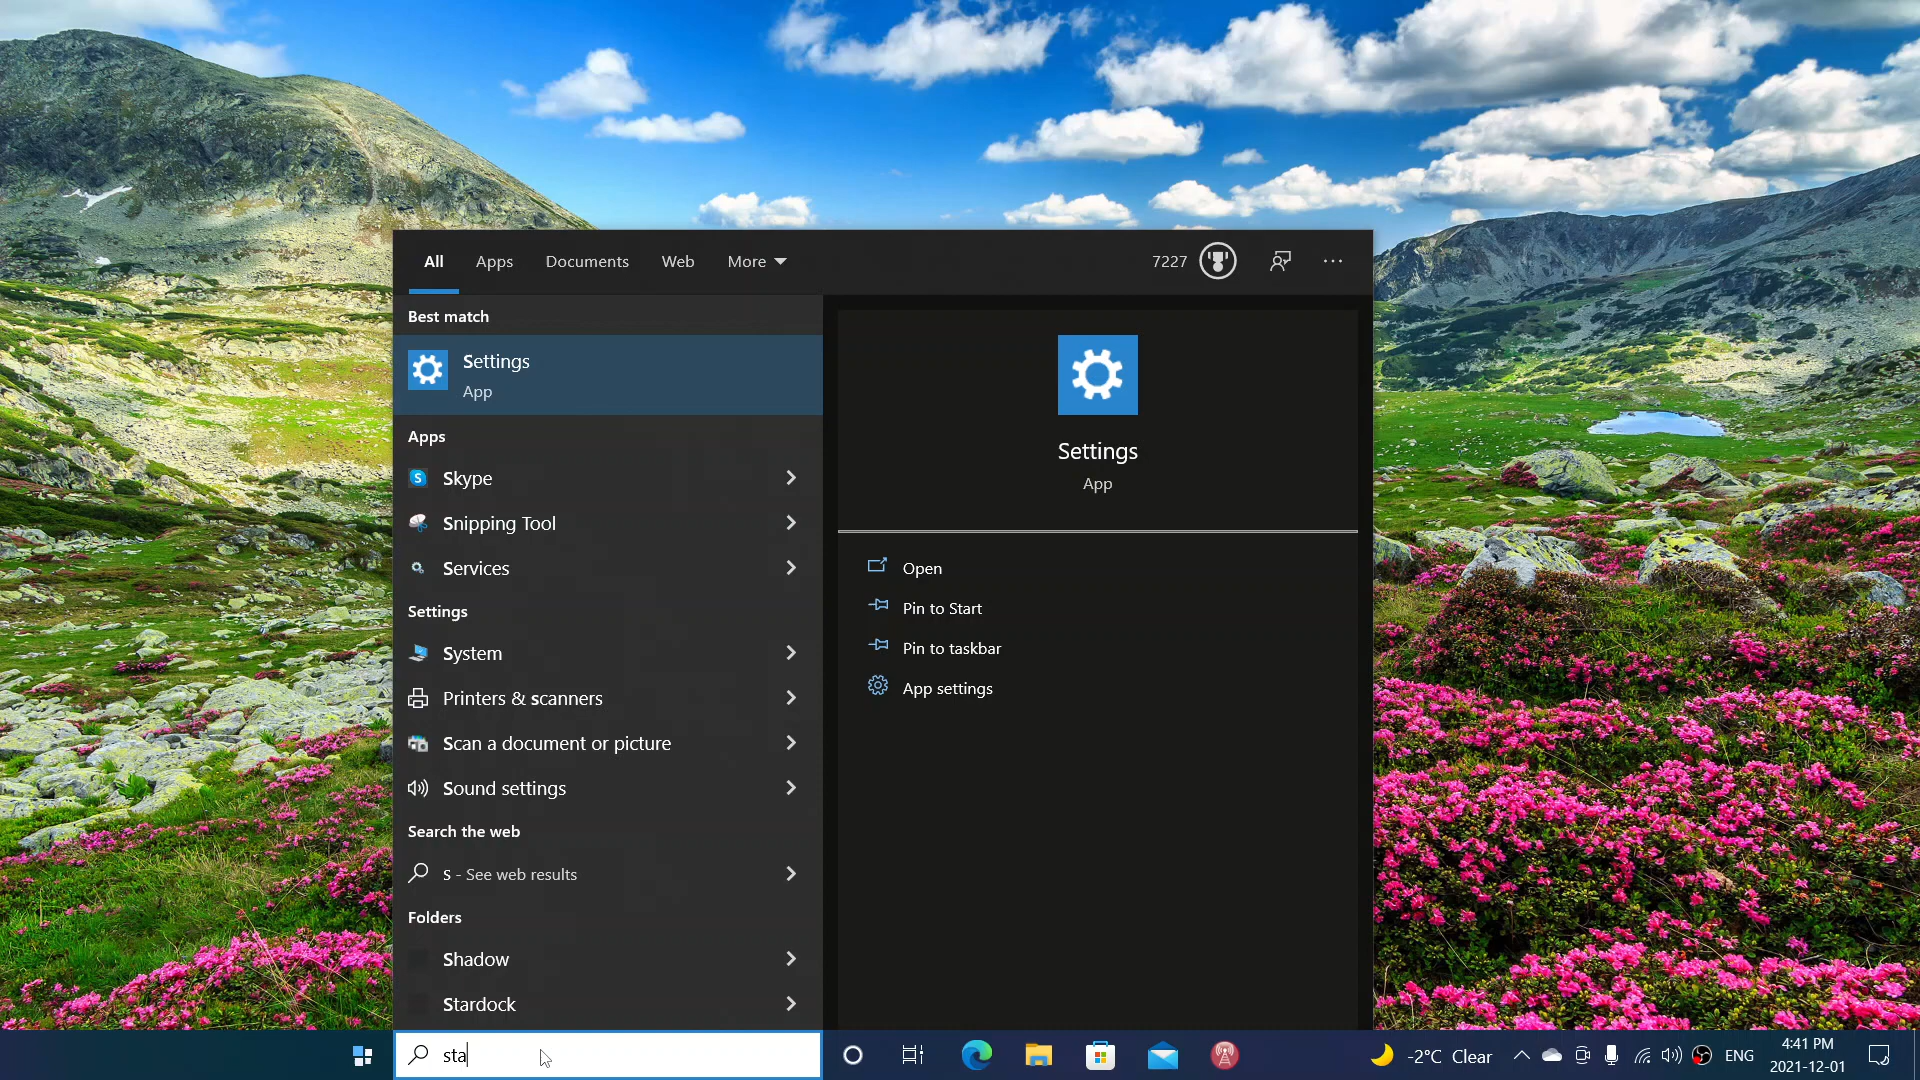 All Apps Documents Web More 7227
Best match
Settings
App
Apps
Skype
Snipping Tool
Services
Settings
System
Printers & scanners
Scan a document or picture
Sound settings
Search the web
s - See web results
Folders
Shadow
Stardock
Settings
App
Open
Pin to Start
Pin to taskbar
App settings
sta
-2°C Clear
ENG
4:41 PM
2021-12-01